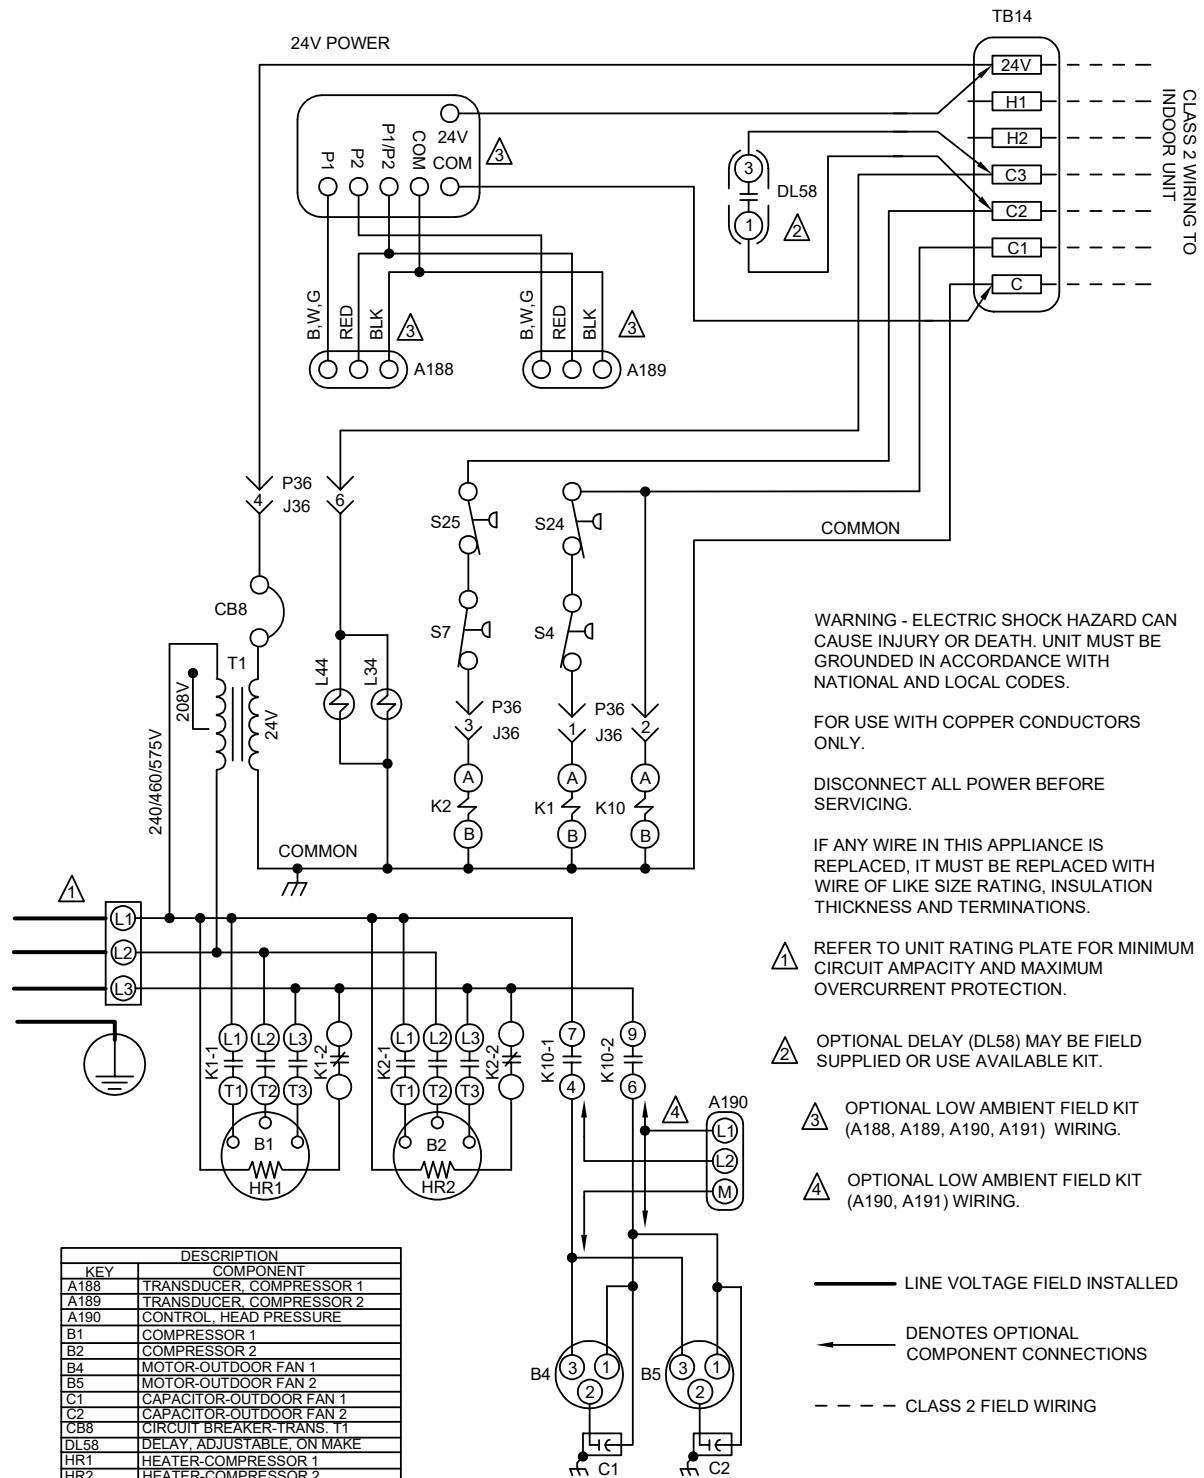 TB14
24V POWER
24V
H1
H2
C3
C2
C1
C
CLASS 2 WIRING TO
INDOOR UNIT
24V
COM
P1
P2
P1/P2
COM
3
3
DL58
1
2
B,W,G
RED
BLK
3
A188
B,W,G
RED
BLK
3
A189
P36
4
J36
6
S25
S24
COMMON
CB8
S7
S4
T1
208V
24V
240/460/575V
L44
L34
P36
3
J36
P36
1
J36
2
A
A
A
K2
K1
K10
B
B
B
COMMON
WARNING - ELECTRIC SHOCK HAZARD CAN
CAUSE INJURY OR DEATH. UNIT MUST BE
GROUNDED IN ACCORDANCE WITH
NATIONAL AND LOCAL CODES.
FOR USE WITH COPPER CONDUCTORS
ONLY.
DISCONNECT ALL POWER BEFORE
SERVICING.
IF ANY WIRE IN THIS APPLIANCE IS
REPLACED, IT MUST BE REPLACED WITH
WIRE OF LIKE SIZE RATING, INSULATION
THICKNESS AND TERMINATIONS.
1 REFER TO UNIT RATING PLATE FOR MINIMUM
CIRCUIT AMPACITY AND MAXIMUM
OVERCURRENT PROTECTION.
2 OPTIONAL DELAY (DL58) MAY BE FIELD
SUPPLIED OR USE AVAILABLE KIT.
3 OPTIONAL LOW AMBIENT FIELD KIT
(A188, A189, A190, A191) WIRING.
4 OPTIONAL LOW AMBIENT FIELD KIT
(A190, A191) WIRING.
LINE VOLTAGE FIELD INSTALLED
DENOTES OPTIONAL
COMPONENT CONNECTIONS
CLASS 2 FIELD WIRING
1
L1
L2
L3
K1-1
L1 L2 L3
T1 T2 T3
K1-2
K2-1
L1 L2 L3
T1 T2 T3
K2-2
K10-1
7
4
K10-2
9
6
B1
HR1
B2
HR2
4
A190
L1
L2
M
B4
3 1
2
B5
3 1
2
C1
C2
DESCRIPTION
KEY COMPONENT
A188 TRANSDUCER, COMPRESSOR 1
A189 TRANSDUCER, COMPRESSOR 2
A190 CONTROL, HEAD PRESSURE
B1 COMPRESSOR 1
B2 COMPRESSOR 2
B4 MOTOR-OUTDOOR FAN 1
B5 MOTOR-OUTDOOR FAN 2
C1 CAPACITOR-OUTDOOR FAN 1
C2 CAPACITOR-OUTDOOR FAN 2
CB8 CIRCUIT BREAKER-TRANS. T1
DL58 DELAY, ADJUSTABLE, ON MAKE
HR1 HEATER-COMPRESSOR 1
HR2 HEATER-COMPRESSOR 2